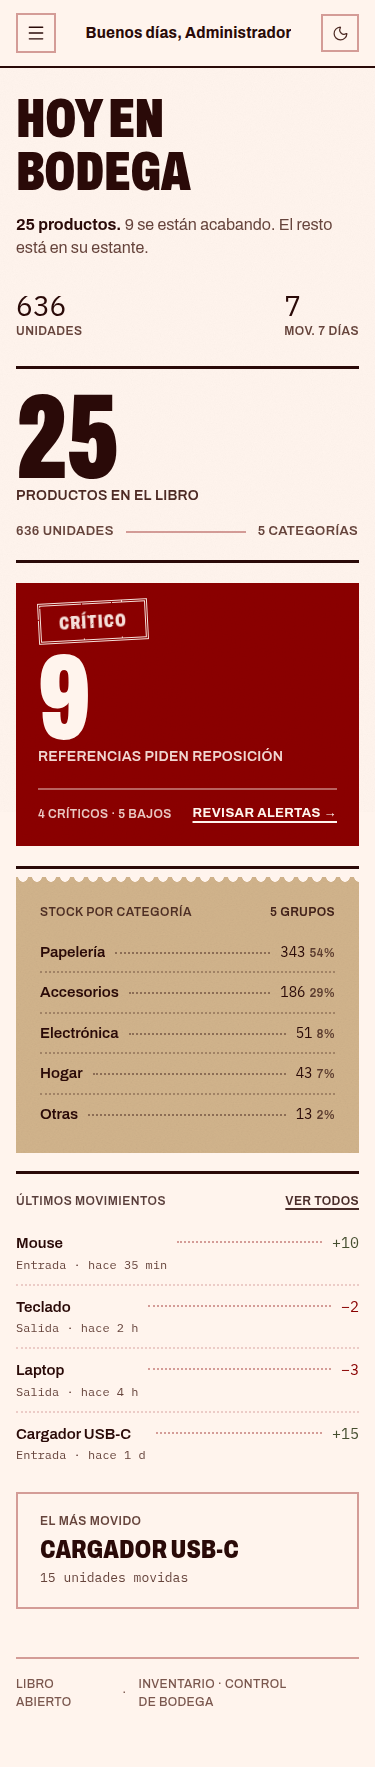 Buenos días, Administrador
HOY EN
BODEGA
25 productos. 9 se están acabando. El resto
está en su estante.
636
UNIDADES
7
MOV. 7 DÍAS
25
PRODUCTOS EN EL LIBRO
636 UNIDADES
5 CATEGORÍAS
CRÍTICO
9
REFERENCIAS PIDEN REPOSICIÓN
4 CRÍTICOS · 5 BAJOS
REVISAR ALERTAS →
STOCK POR CATEGORÍA
5 GRUPOS
Papelería 343 54%
Accesorios 186 29%
Electrónica 51 8%
Hogar 43 7%
Otras 13 2%
ÚLTIMOS MOVIMIENTOS
VER TODOS
Mouse +10
Entrada · hace 35 min
Teclado −2
Salida · hace 2 h
Laptop −3
Salida · hace 4 h
Cargador USB-C +15
Entrada · hace 1 d
EL MÁS MOVIDO
CARGADOR USB-C
15 unidades movidas
LIBRO
ABIERTO
·
INVENTARIO · CONTROL
DE BODEGA